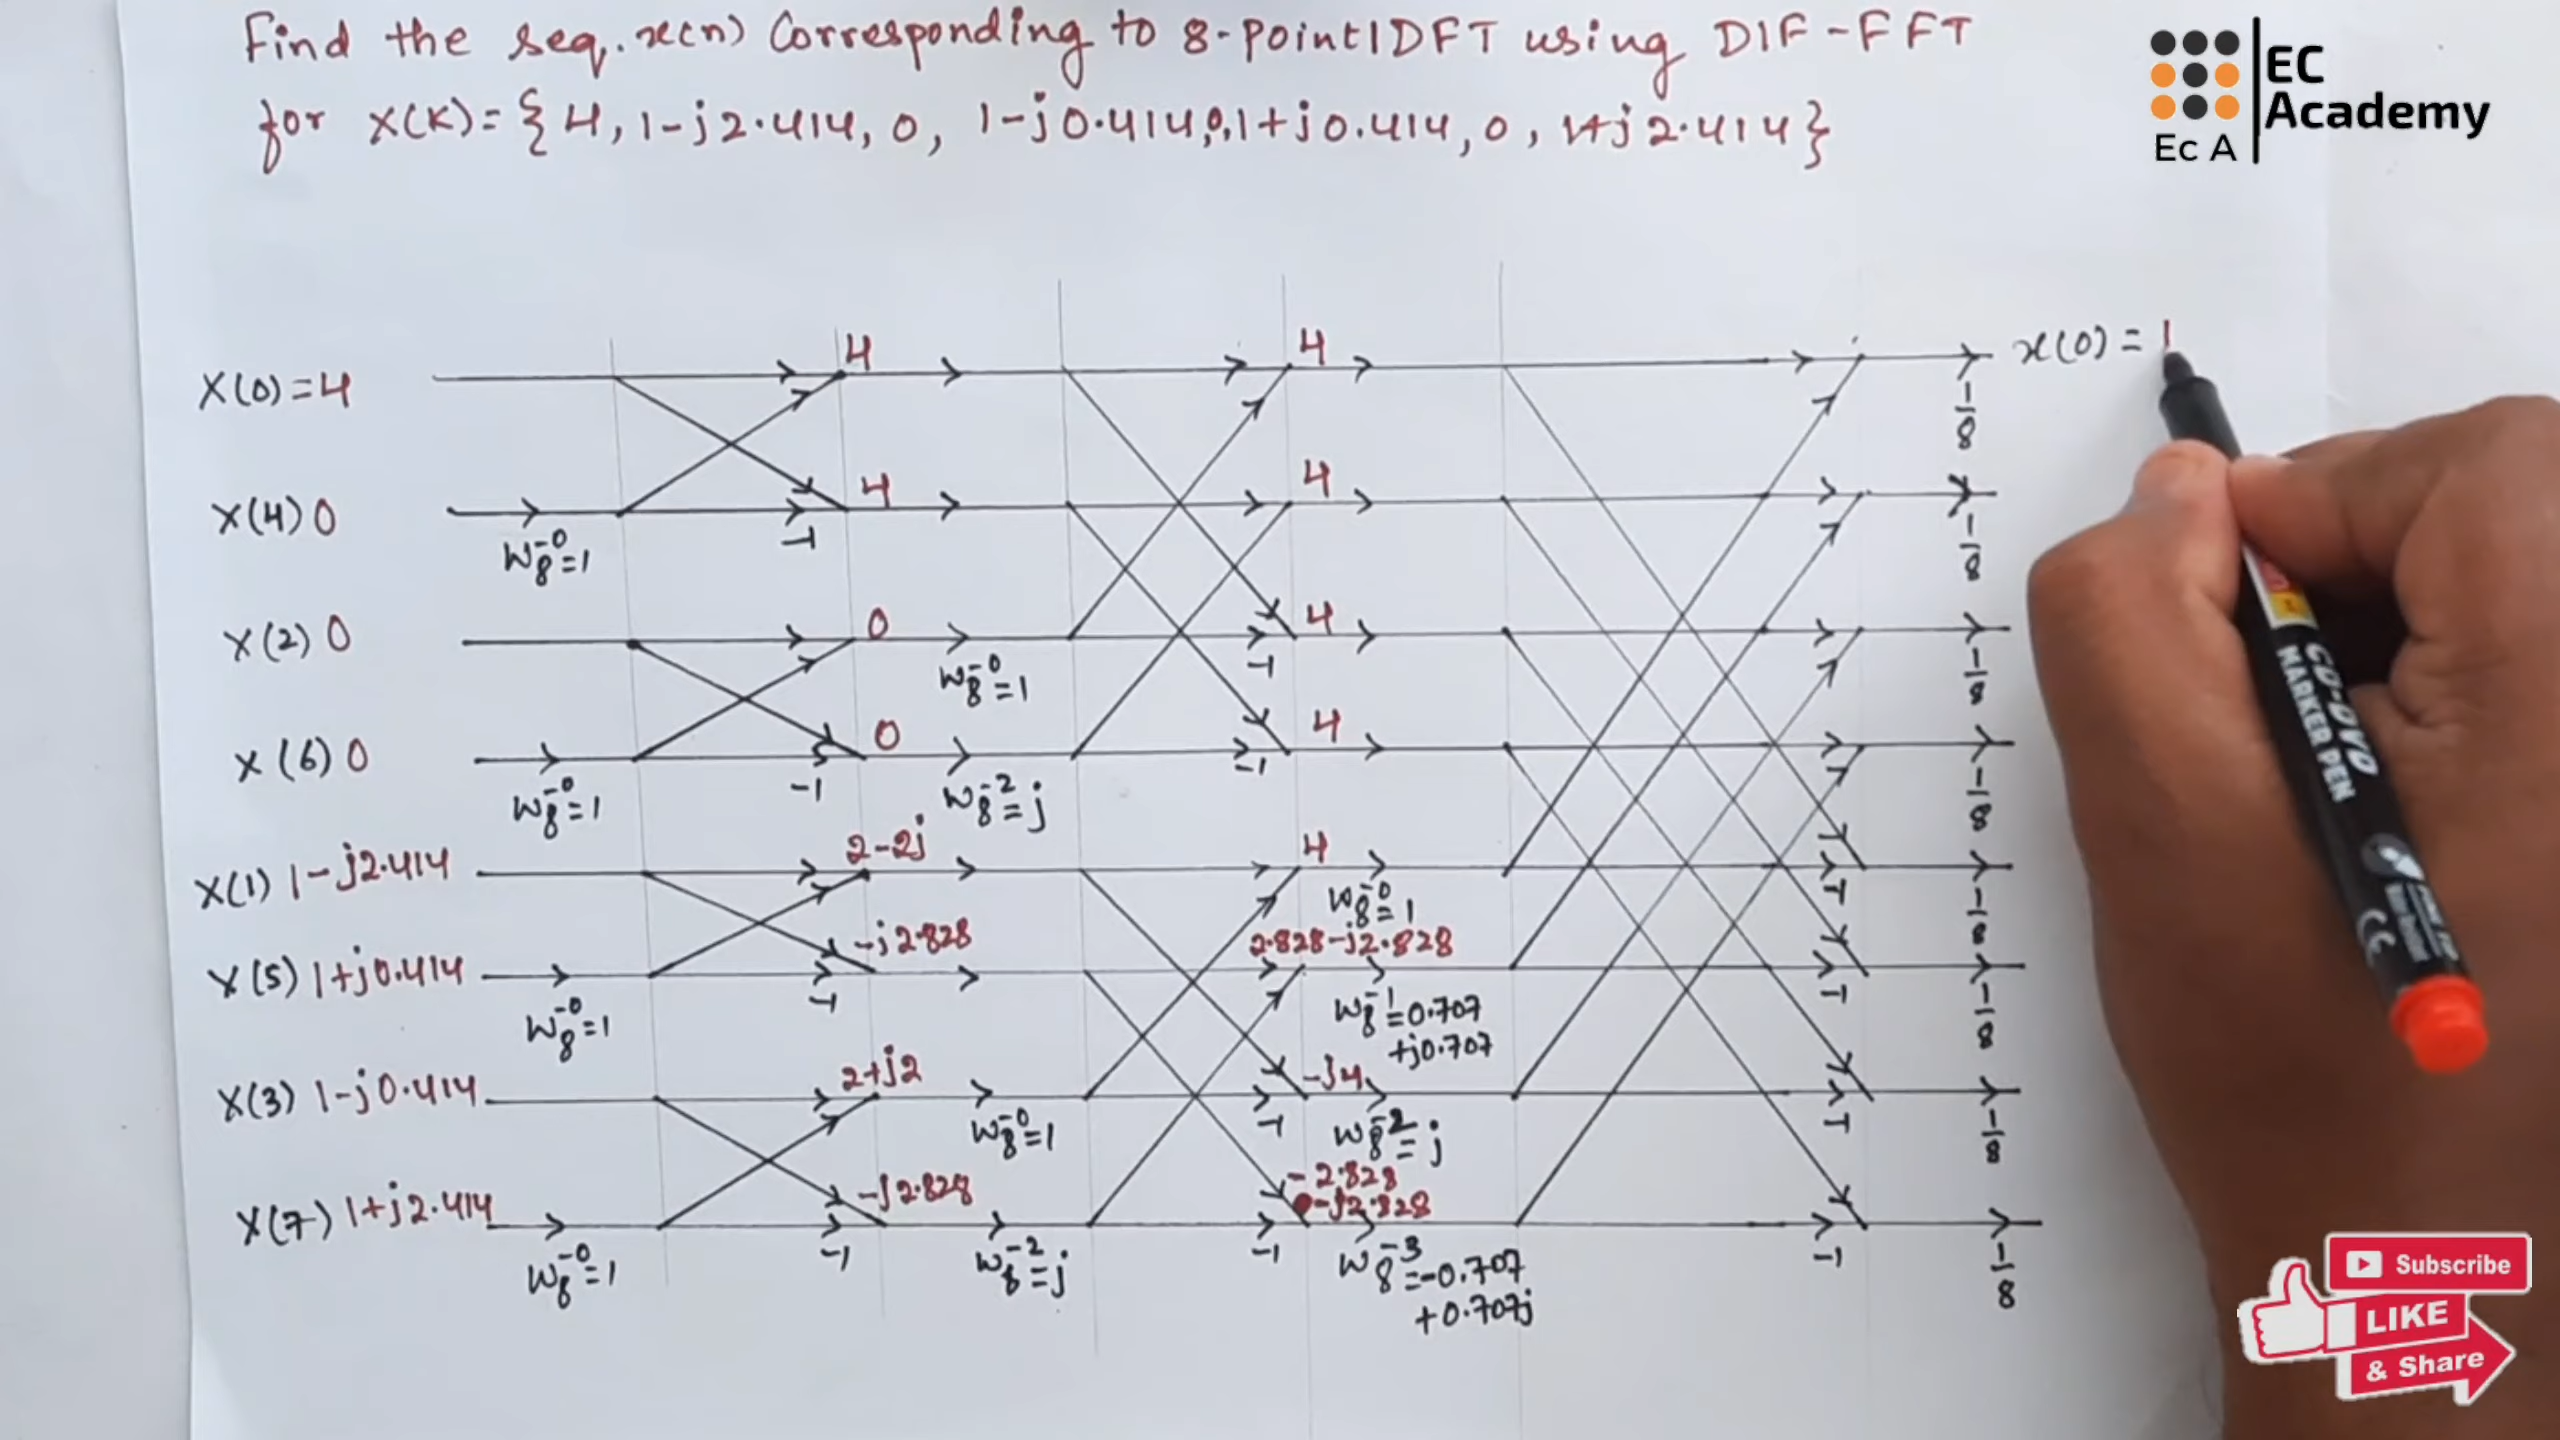 Find the seq. x(n) Corresponding to 8-point IDFT using DIF-FFT
for X(K)={4, 1-j2.414, 0, 1-j0.414, 0, 1+j0.414, 0, 1+j2.414}
EC
Academy
Ec A
4 4
X(0)=4 x(0) = 1
1/8
4 4
X(4) 0
W8^-0=1 -1 1/8
0 4
X(2) 0
W8^-0=1 -1 1/8
0 4
X(6) 0
W8^-0=1 -1 W8^-2=j -1 1/8
2-2j 4
X(1) 1-j2.414
W8^-0=1 -1 1/8
-j2.828 2.828-j2.828
X(5) 1+j0.414
W8^-0=1 -1 W8^-1=0.707 -1 1/8
+j0.707
2+j2 -j4
X(3) 1-j0.414
W8^-0=1 -1 W8^-2=j -1 1/8
-j2.828 -2.828
-j2.828
X(7) 1+j2.414
W8^-0=1 -1 W8^-2=j -1 W8^-3=-0.707 -1 1/8
+0.707j
CO-DVD
MARKER PEN
CE
Subscribe
LIKE
& Share